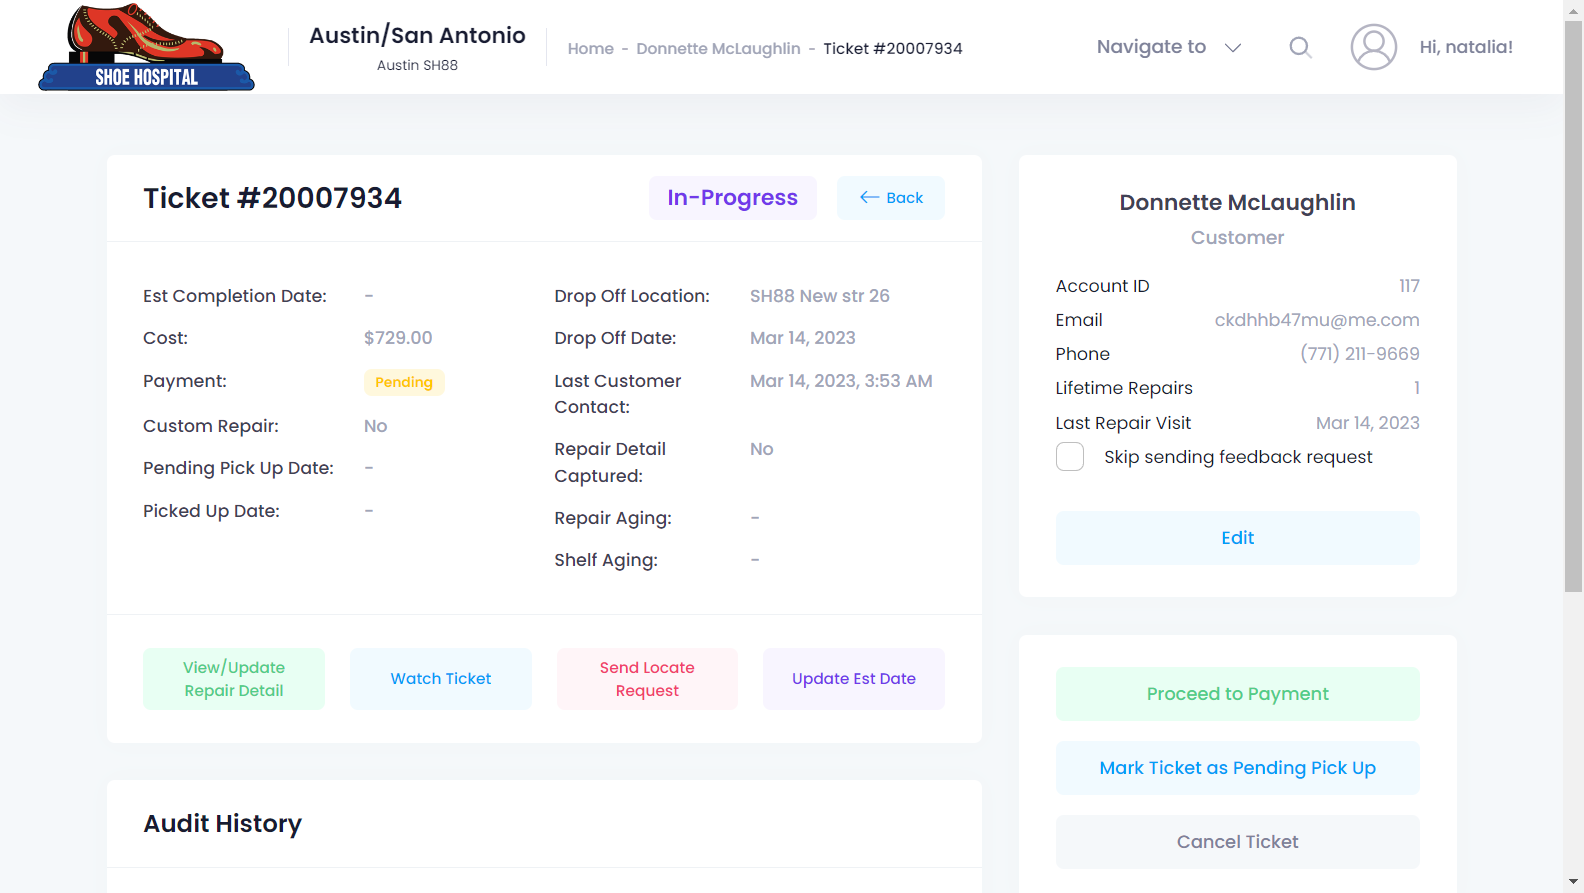 SHOE HOSPITAL
Austin/San Antonio
Austin SH88
Home - Donnette McLaughlin - Ticket #20007934
Navigate to
Hi, natalia!
Ticket #20007934
In-Progress
Back
Est Completion Date: -
Cost: $729.00
Payment: Pending
Custom Repair: No
Pending Pick Up Date: -
Picked Up Date: -
Drop Off Location: SH88 New str 26
Drop Off Date: Mar 14, 2023
Last Customer Contact: Mar 14, 2023, 3:53 AM
Repair Detail Captured: No
Repair Aging: -
Shelf Aging: -
View/Update
Repair Detail
Watch Ticket
Send Locate
Request
Update Est Date
Audit History
Donnette McLaughlin
Customer
Account ID 117
Email ckdhhb47mu@me.com
Phone (771) 211-9669
Lifetime Repairs 1
Last Repair Visit Mar 14, 2023
Skip sending feedback request
Edit
Proceed to Payment
Mark Ticket as Pending Pick Up
Cancel Ticket